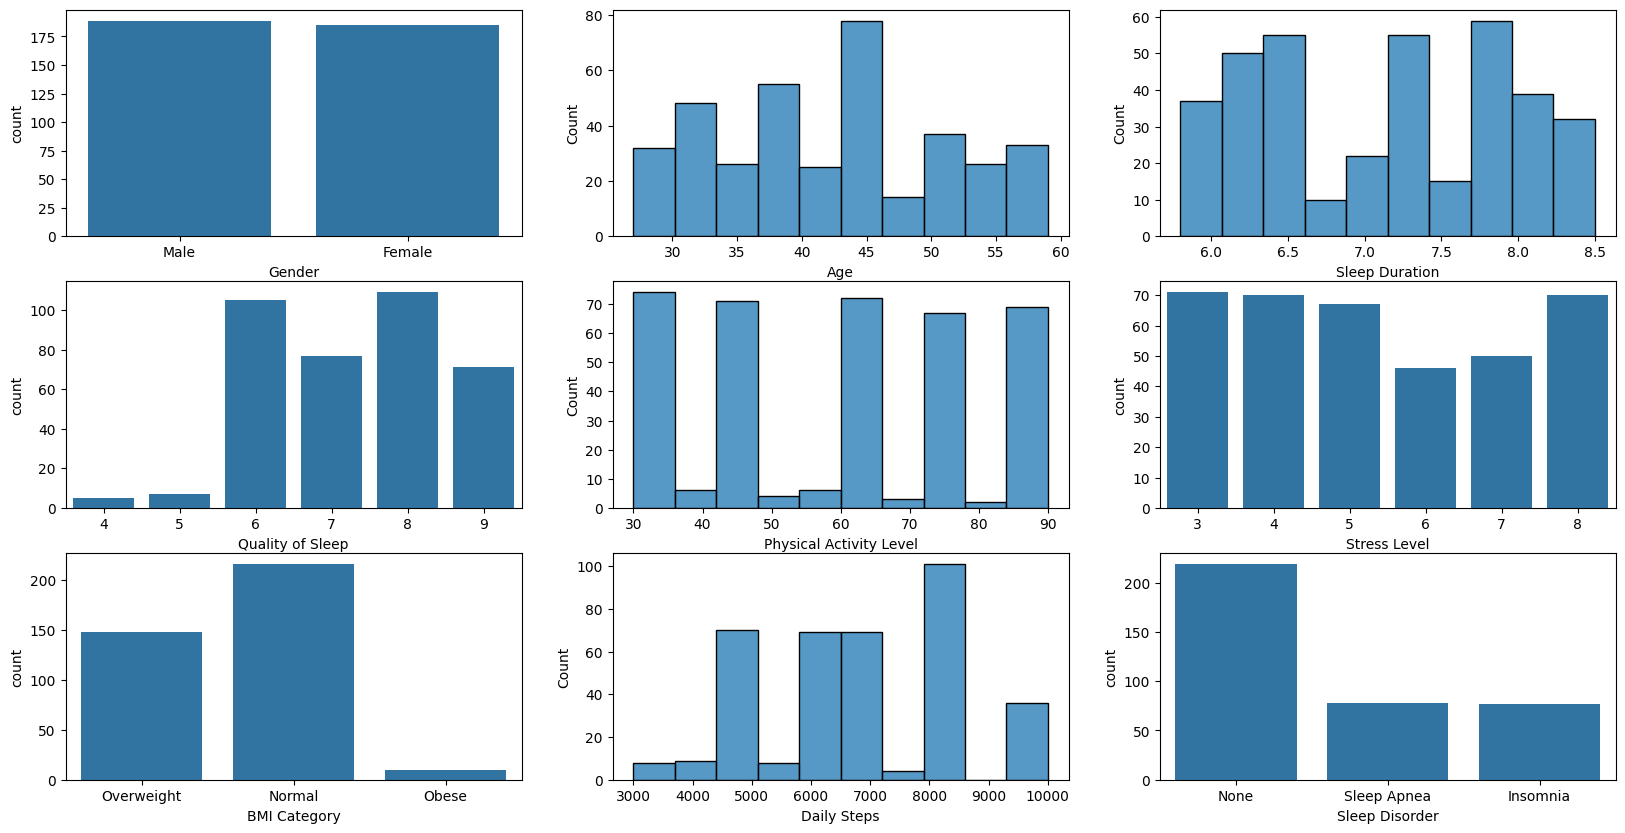 175
150
125
100
75
50
25
0
count
Male Female
Gender
80
60
40
20
0
Count
30 35 40 45 50 55 60
Age
60
50
40
30
20
10
0
Count
6.0 6.5 7.0 7.5 8.0 8.5
Sleep Duration
100
80
60
40
20
0
count
4 5 6 7 8 9
Quality of Sleep
70
60
50
40
30
20
10
0
Count
30 40 50 60 70 80 90
Physical Activity Level
70
60
50
40
30
20
10
0
count
3 4 5 6 7 8
Stress Level
200
150
100
50
0
count
Overweight Normal Obese
BMI Category
100
80
60
40
20
0
Count
3000 4000 5000 6000 7000 8000 9000 10000
Daily Steps
200
150
100
50
0
count
None Sleep Apnea Insomnia
Sleep Disorder